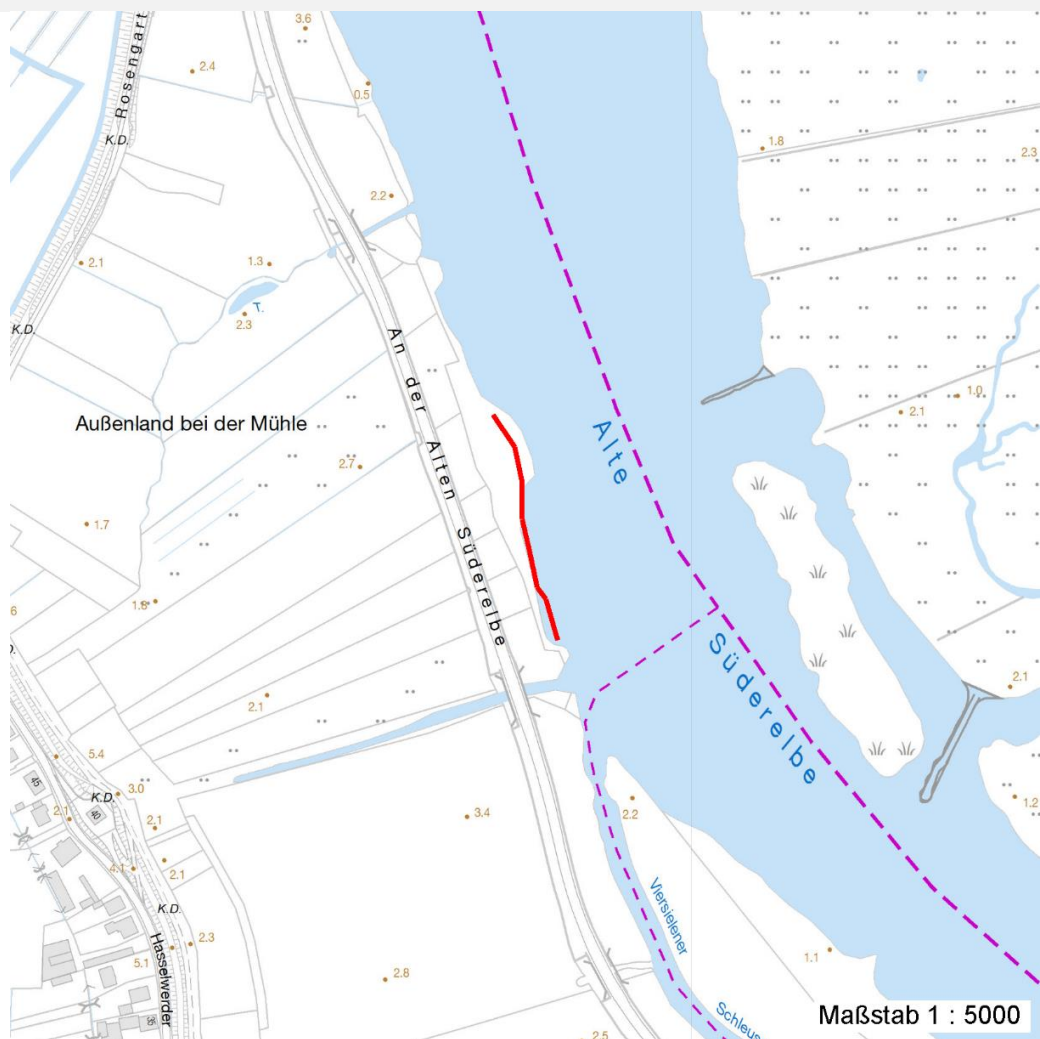 3.6
2.4
Rosengart
0.5
K.D.
1.8
2.3
2.2
2.1
1.3
T.
2.3
K.D.
An der Alten Süderelbe
1.0
2.1
Außenland bei der Mühle
Alte
2.7
1.7
1.8
6
D.
Süderelbe
2.1
2.1
5.4
45
K.D.
3.0
2.1
40
2.1
3.4
2.2
1.2
4.1
2.1
Viersielener
K.D.
2.3
Hasselwerder
5.1
1.1
2.8
Schleus
35
Maßstab 1 : 5000
2.5